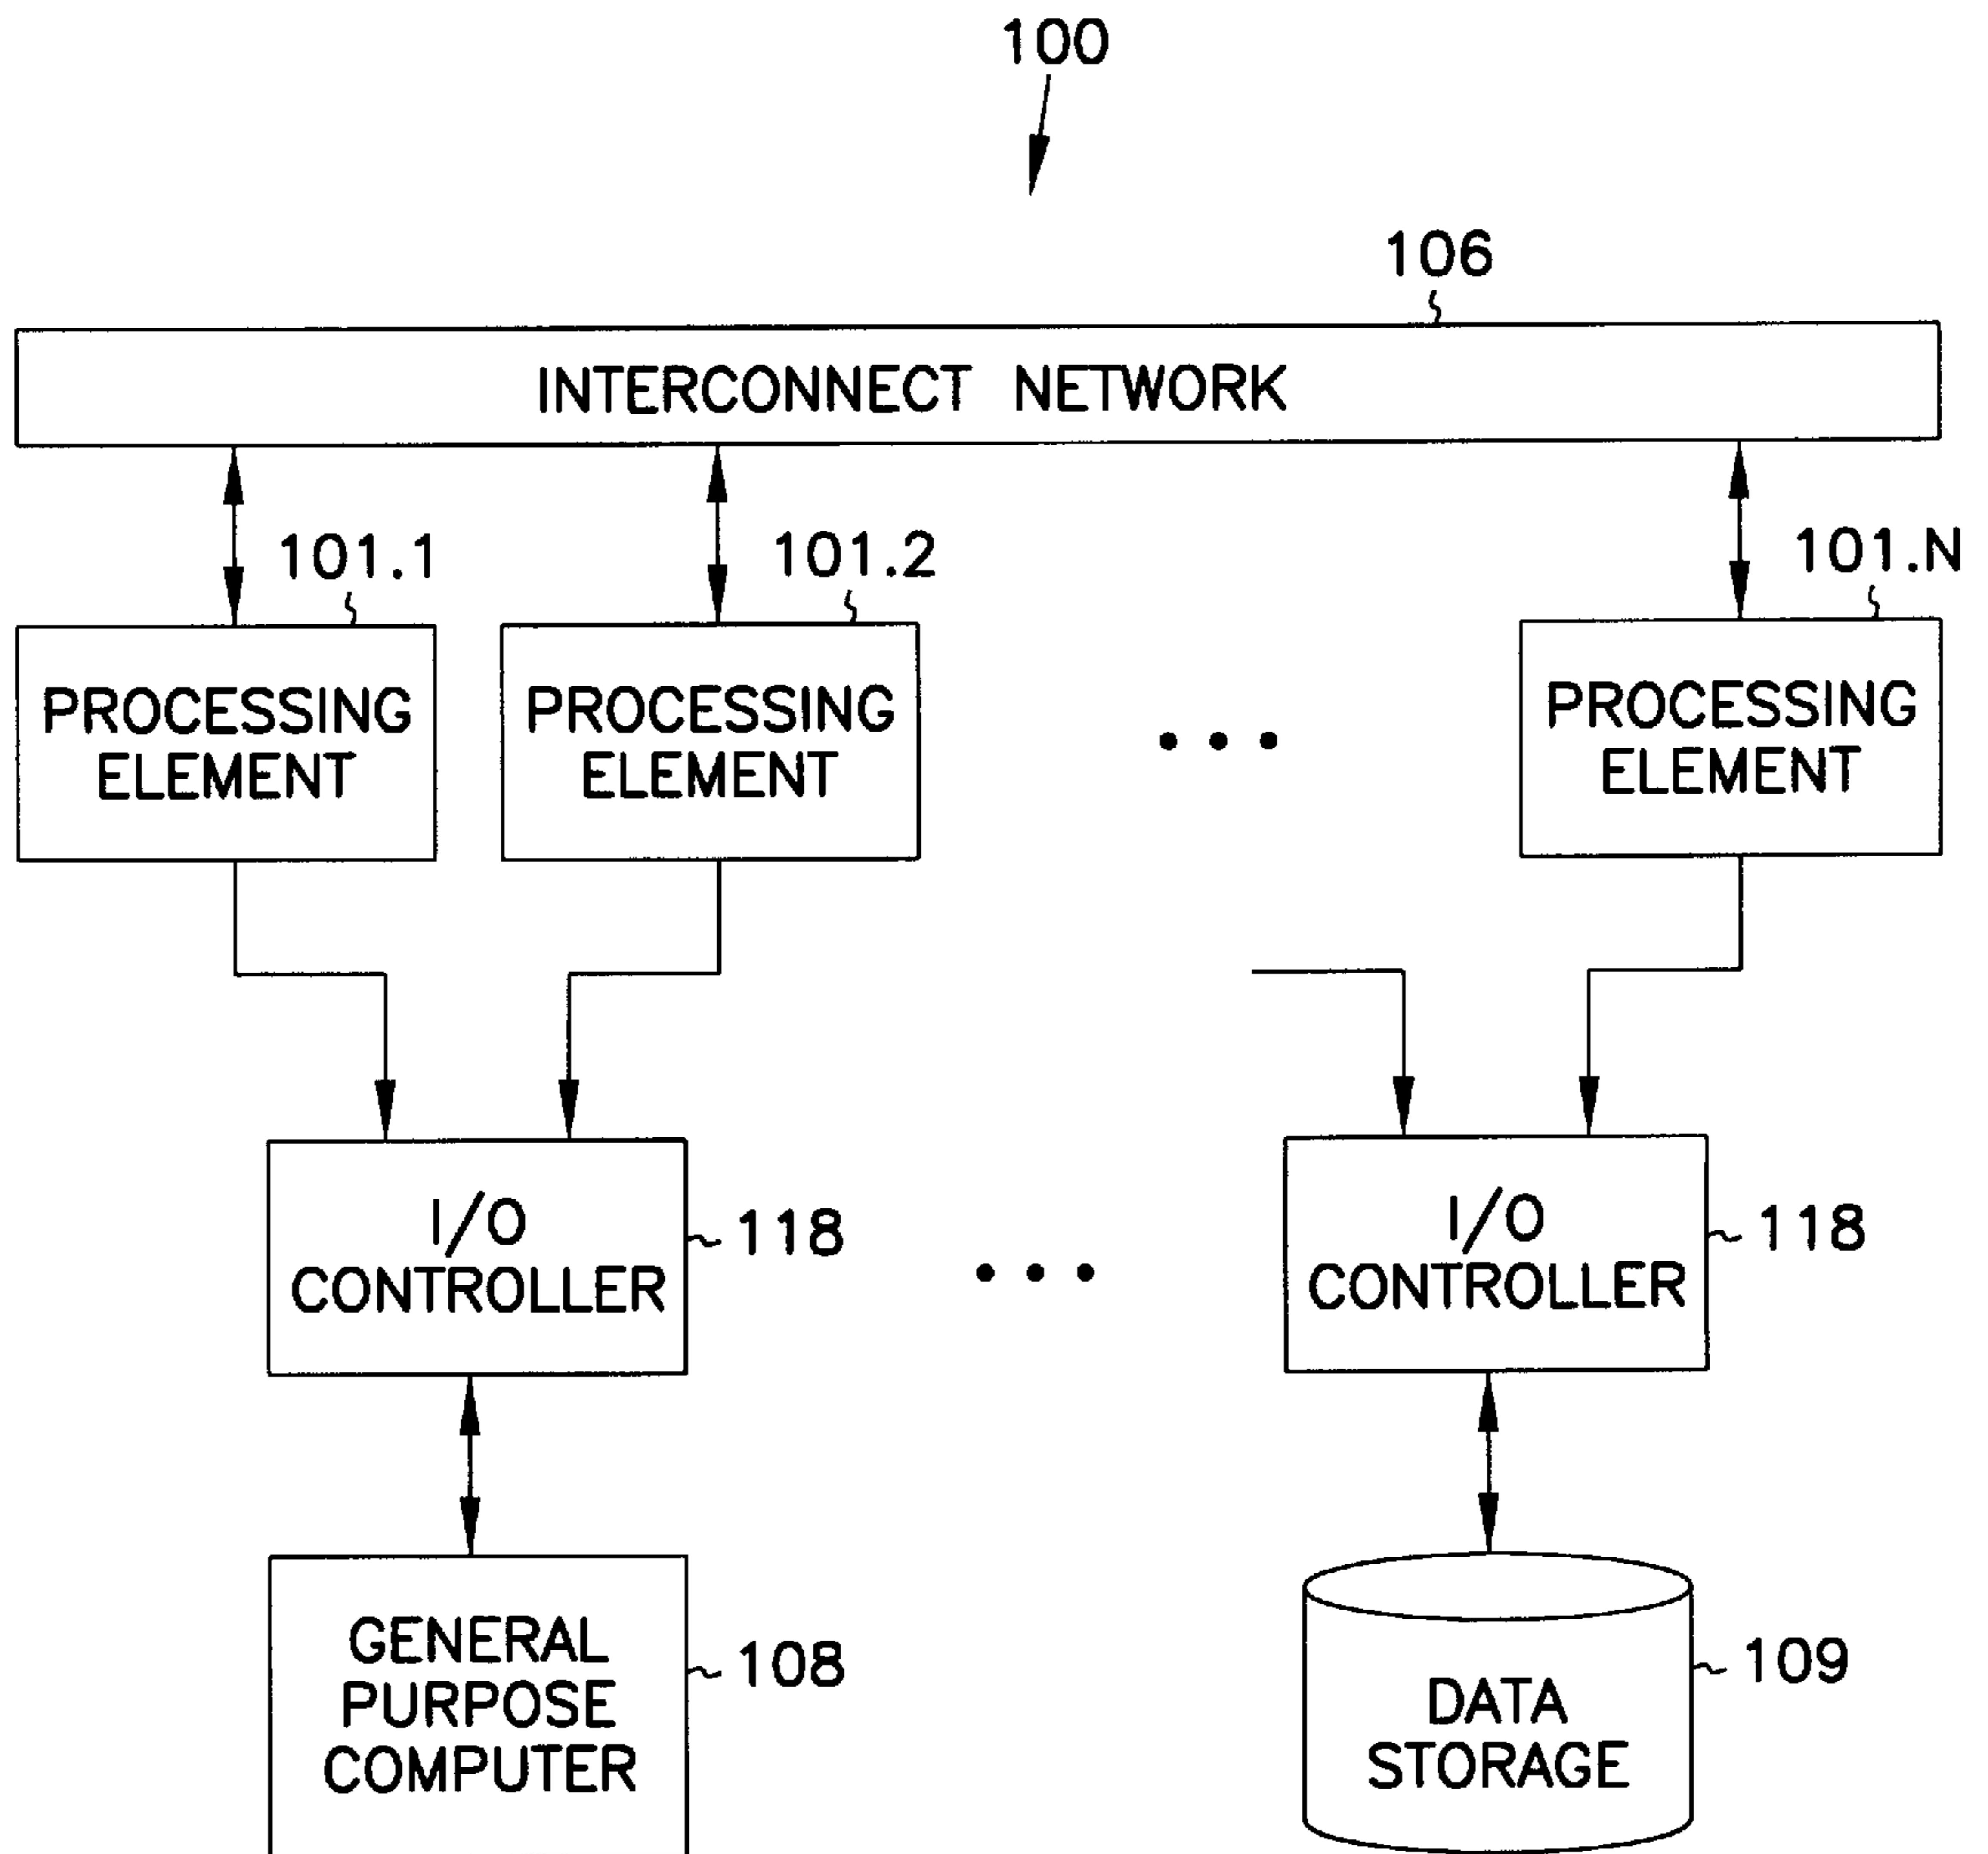 100
106
INTERCONNECT NETWORK
101.1
101.2
101.N
PROCESSING
ELEMENT
PROCESSING
ELEMENT
PROCESSING
ELEMENT
I/O
CONTROLLER
118
I/O
CONTROLLER
118
GENERAL
PURPOSE
COMPUTER
108
DATA
STORAGE
109